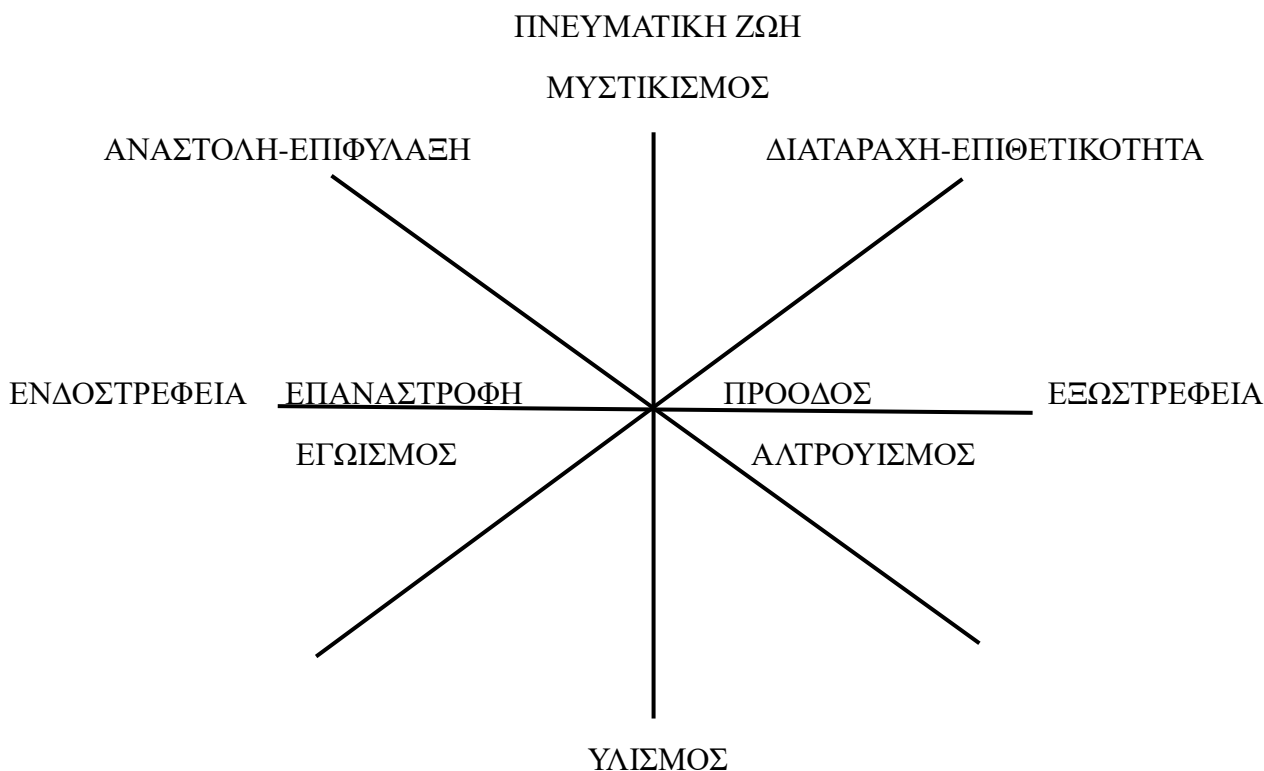 ΠΝΕΥΜΑΤΙΚΗ ΖΩΗ
ΜΥΣΤΙΚΙΣΜΟΣ
ΑΝΑΣΤΟΛΗ-ΕΠΙΦΥΛΑΞΗ ΔΙΑΤΑΡΑΧΗ-ΕΠΙΘΕΤΙΚΟΤΗΤΑ
ΕΝΔΟΣΤΡΕΦΕΙΑ ΕΠΑΝΑΣΤΡΟΦΗ ΠΡΟΟΔΟΣ ΕΞΩΣΤΡΕΦΕΙΑ
ΕΓΩΙΣΜΟΣ ΑΛΤΡΟΥΙΣΜΟΣ
ΥΛΙΣΜΟΣ